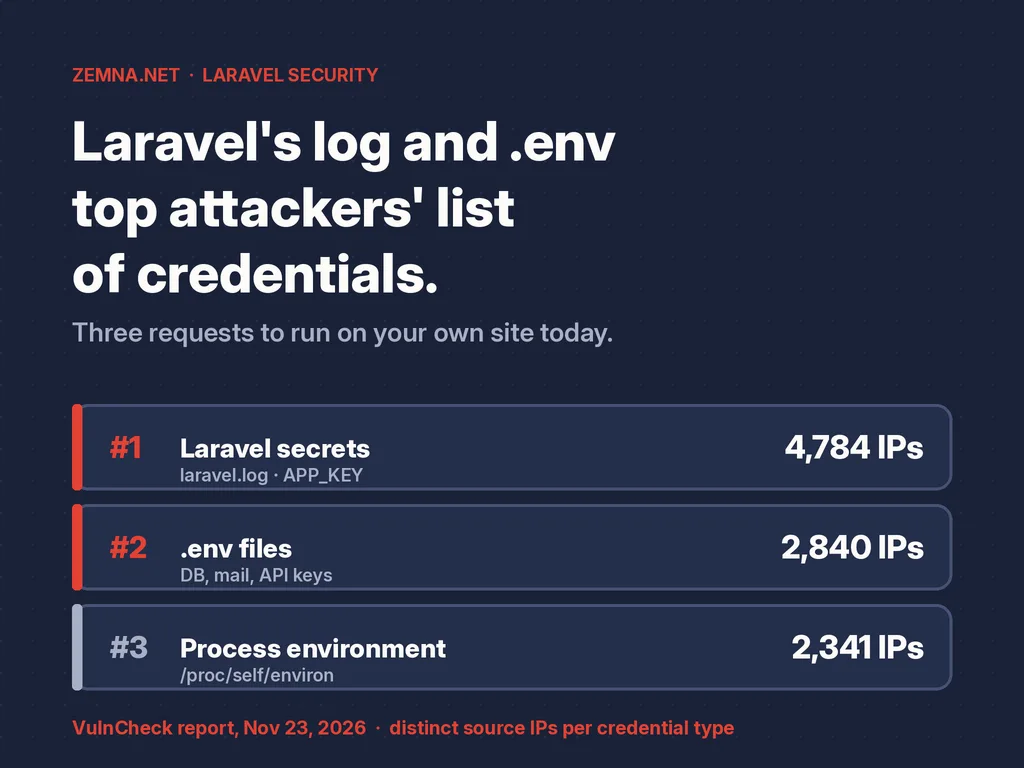 ZEMNA.NET · LARAVEL SECURITY
Laravel's log and .env
top attackers' list
of credentials.
Three requests to run on your own site today.
#1 Laravel secrets 4,784 IPs
laravel.log · APP_KEY
#2 .env files 2,840 IPs
DB, mail, API keys
#3 Process environment 2,341 IPs
/proc/self/environ
VulnCheck report, Nov 23, 2026 · distinct source IPs per credential type